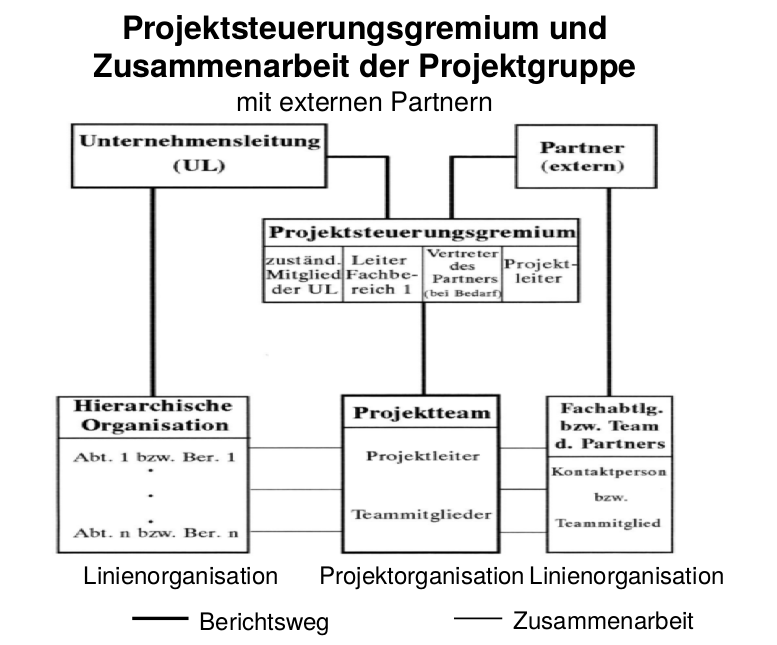 Projektsteuerungsgremium und
Zusammenarbeit der Projektgruppe
mit externen Partnern
Unternehmensleitung
(UL)
Partner
(extern)
Projektsteuerungsgremium
zuständ.
Mitglied
der UL
Leiter
Fachbe-
reich 1
Vertreter
des
Partners
(bei Bedarf)
Projekt-
leiter
Hierarchische
Organisation
Abt. 1 bzw. Ber. 1
.
.
.
Abt. n bzw. Ber. n
Projektteam
Projektleiter
Teammitglieder
Fachabtlg.
bzw. Team
d. Partners
Kontaktperson
bzw.
Teammitglied
Linienorganisation
Projektorganisation
Linienorganisation
Berichtsweg
Zusammenarbeit